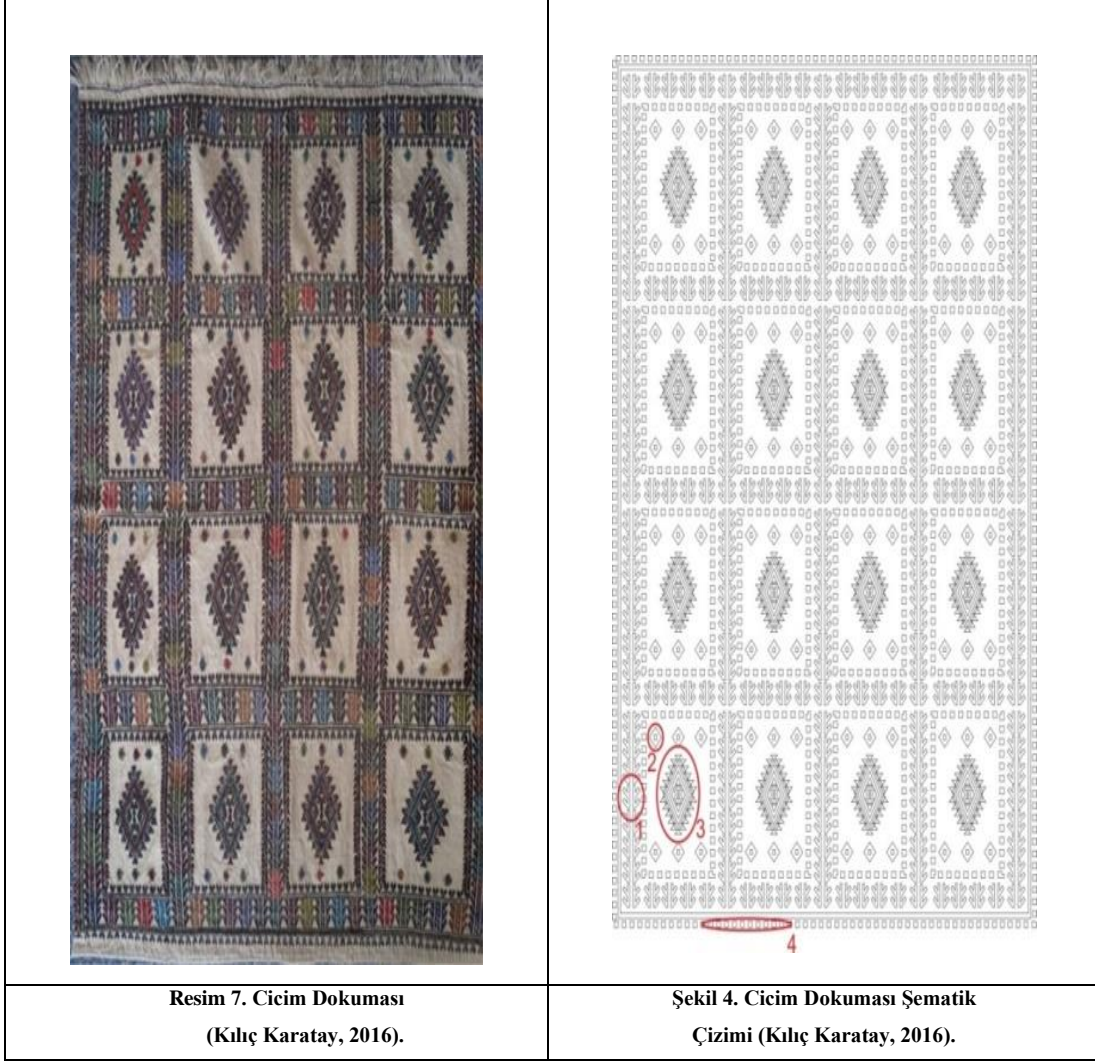 2
1
3
4
Resim 7. Cicim Dokuması
(Kılıç Karatay, 2016).
Şekil 4. Cicim Dokuması Şematik
Çizimi (Kılıç Karatay, 2016).